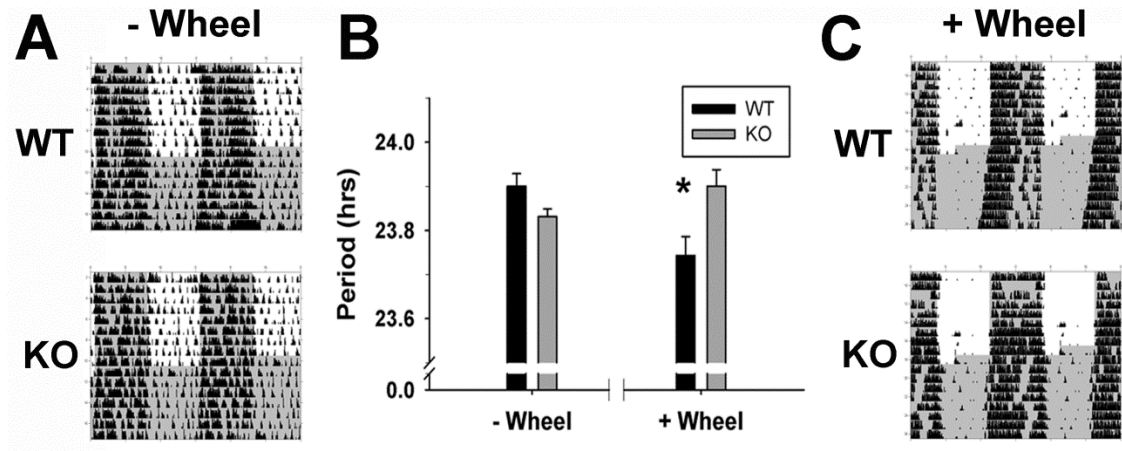 A
- Wheel
WT
KO
B
WT
KO
Period (hrs)
24.0
23.8
23.6
0.0
*
- Wheel
+ Wheel
C
+ Wheel
WT
KO